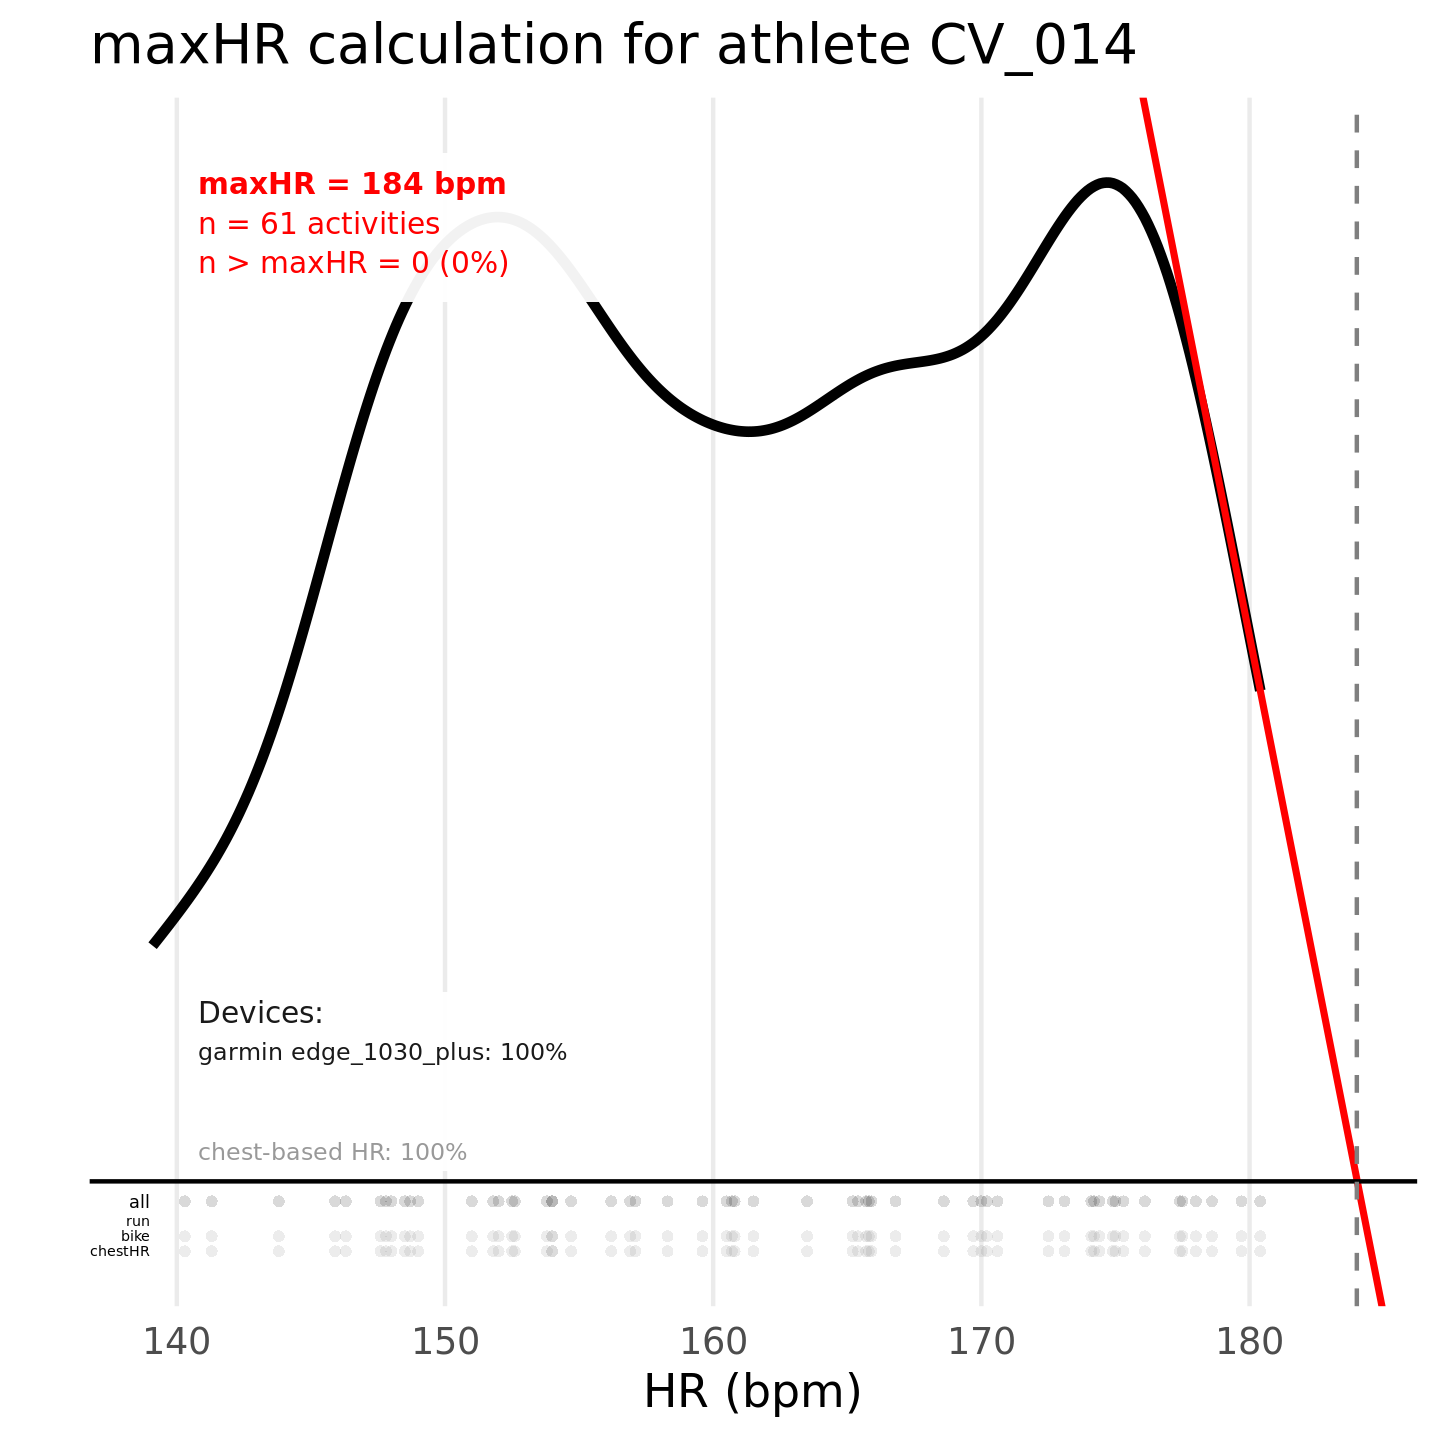 maxHR calculation for athlete CV_014
maxHR = 184 bpm
n = 61 activities
n > maxHR = 0 (0%)
Devices:
garmin edge_1030_plus: 100%
chest-based HR: 100%
all
run
bike
chestHR
140 150 160 170 180
HR (bpm)